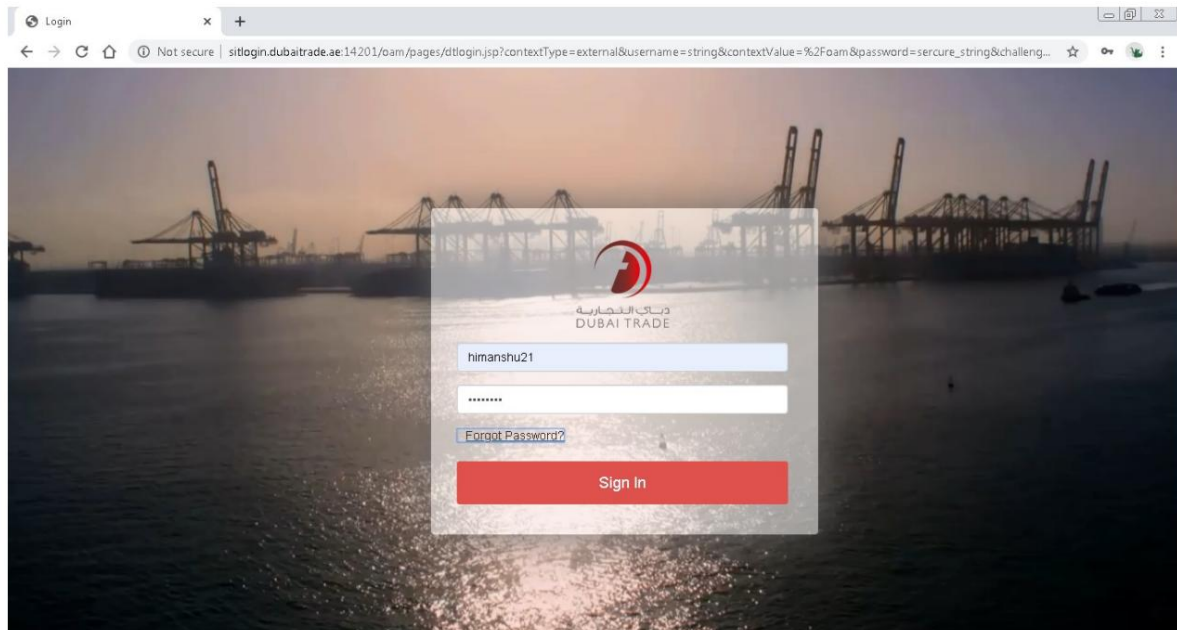 Login
Not secure | sitlogin.dubaitrade.ae:14201/oam/pages/dtlogin.jsp?contextType=external&username=string&contextValue=%2Foam&password=sercure_string&challeng...
دبي التجارية
DUBAI TRADE
himanshu21
••••••••
Forgot Password?
Sign In